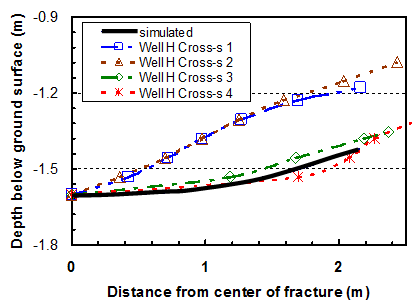 -0.9
-1.2
-1.5
-1.8
Depth below ground surface (m)
simulated
Well H Cross-s 1
Well H Cross-s 2
Well H Cross-s 3
Well H Cross-s 4
0
1
2
Distance from center of fracture (m)